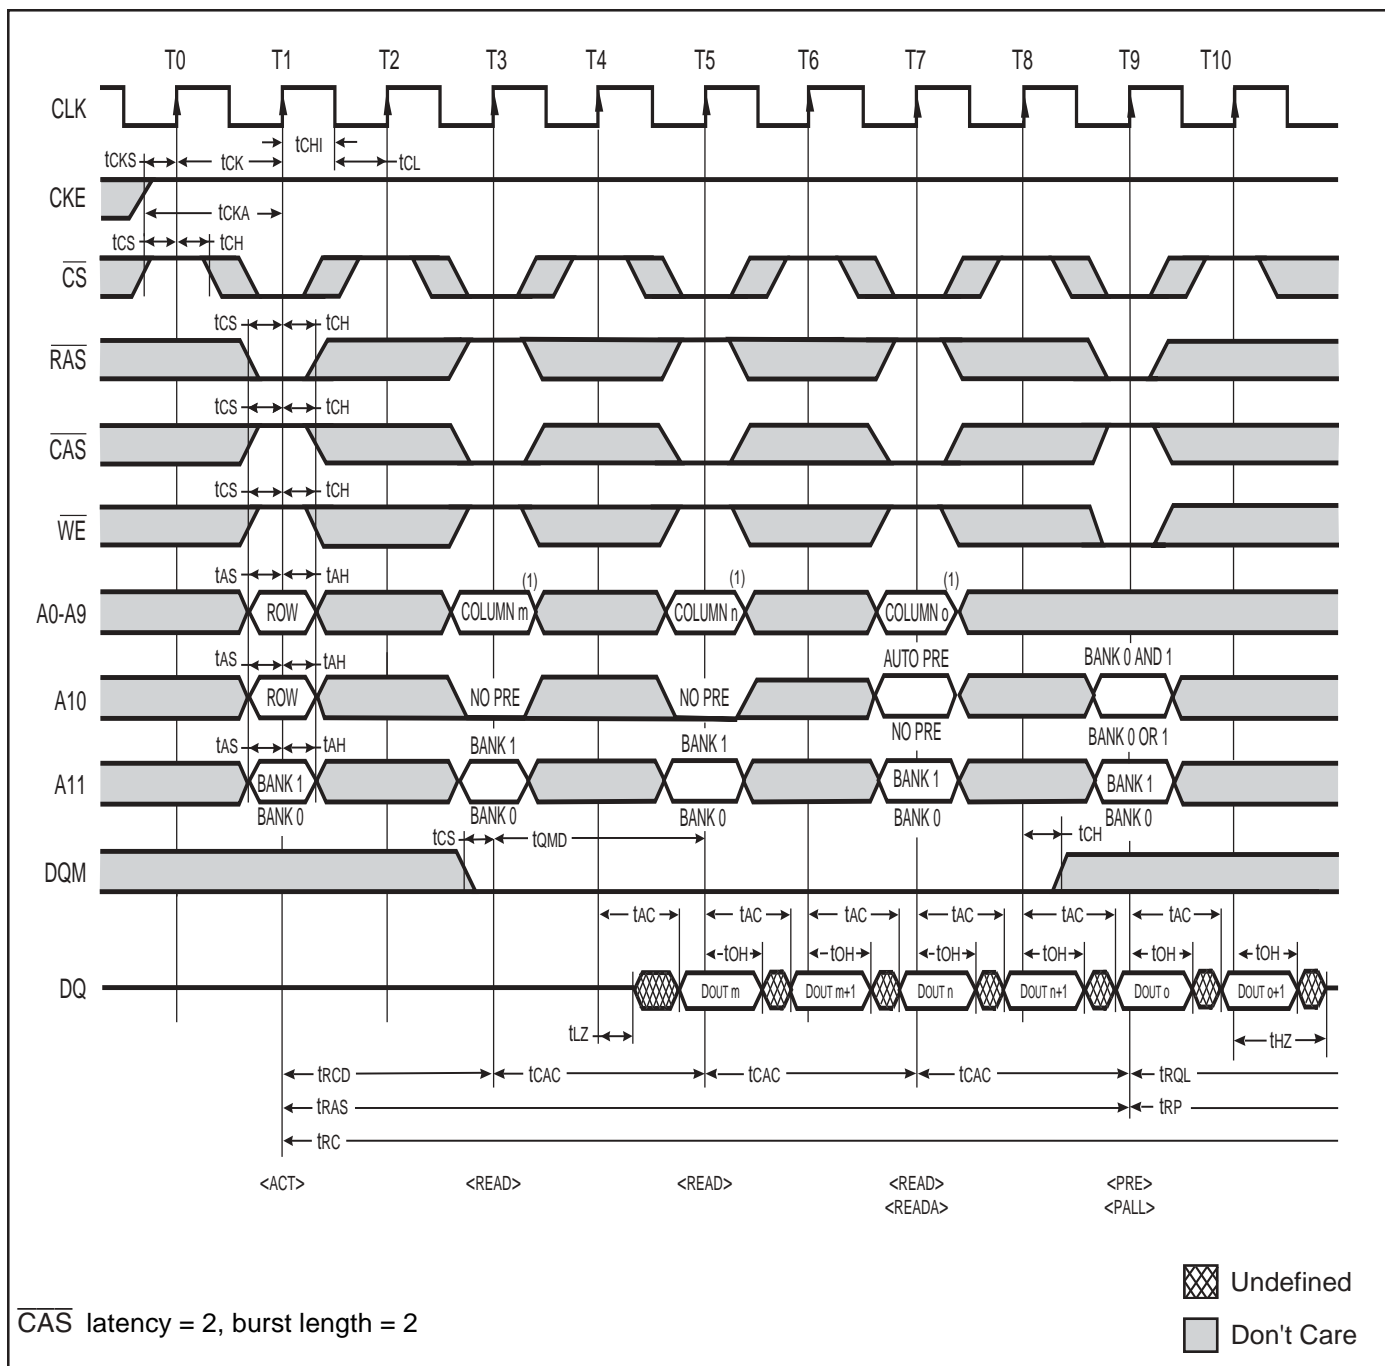 T0 T1 T2 T3 T4 T5 T6 T7 T8 T9 T10
CLK
tCHI
tCKS tCK tCL
CKE
tCKA
tCS tCH
CS
tCS tCH
RAS
tCS tCH
CAS
tCS tCH
WE
tAS tAH (1) (1) (1)
A0-A9 ROW COLUMN m COLUMN n COLUMN o
tAS tAH AUTO PRE BANK 0 AND 1
A10 ROW NO PRE NO PRE
NO PRE BANK 0 OR 1
tAS tAH BANK 1 BANK 1
A11 BANK 1 BANK 1 BANK 1
BANK 0 BANK 0 BANK 0 BANK 0 BANK 0
tCS tQMD tCH
DQM
tAC tAC tAC tAC tAC tAC
tOH tOH tOH tOH tOH tOH
DQ DOUT m DOUT m+1 DOUT n DOUT n+1 DOUT o DOUT o+1
tLZ tHZ
tRCD tCAC tCAC tCAC tRQL
tRAS tRP
tRC
<ACT> <READ> <READ> <READ> <PRE>
<READA> <PALL>
Undefined
CAS latency = 2, burst length = 2
Don't Care